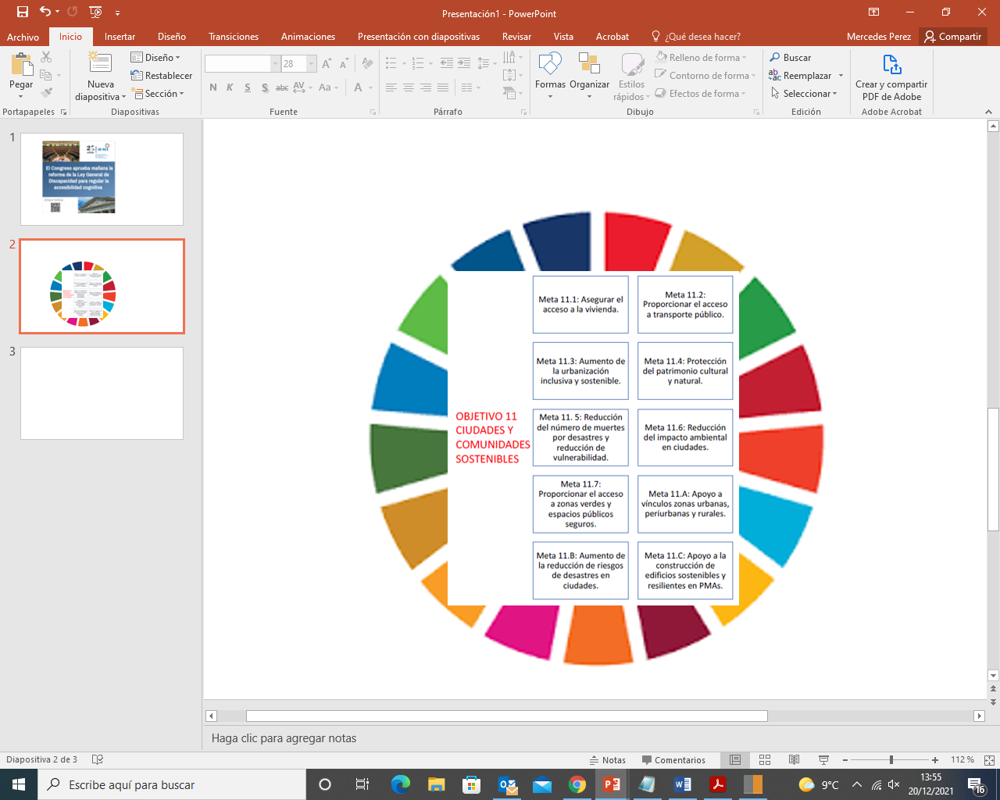 Presentación1 - PowerPoint
Archivo
Inicio
Insertar
Diseño
Transiciones
Animaciones
Presentación con diapositivas
Revisar
Vista
Acrobat
¿Qué desea hacer?
Mercedes Perez
Compartir
Pegar
Portapapeles
Nueva
diapositiva
Diseño
Restablecer
Sección
Diapositivas
28
N K S S abc AV Aa A
Fuente
Párrafo
Formas
Organizar
Estilos
rápidos
Relleno de forma
Contorno de forma
Efectos de forma
Dibujo
Buscar
Reemplazar
Seleccionar
Edición
Crear y compartir
PDF de Adobe
Adobe Acrobat
1
El Congreso aprueba mañana la
reforma de la Ley General de
Discapacidad para regular la
accesibilidad cognitiva
2
3
OBJETIVO 11
CIUDADES Y
COMUNIDADES
SOSTENIBLES
Meta 11.1: Asegurar el
acceso a la vivienda.
Meta 11.2:
Proporcionar el acceso
a transporte público.
Meta 11.3: Aumento de
la urbanización
inclusiva y sostenible.
Meta 11.4: Protección
del patrimonio cultural
y natural.
Meta 11. 5: Reducción
del número de muertes
por desastres y
reducción de
vulnerabilidad.
Meta 11.6: Reducción
del impacto ambiental
en ciudades.
Meta 11.7:
Proporcionar el acceso
a zonas verdes y
espacios públicos
seguros.
Meta 11.A: Apoyo a
vínculos zonas urbanas,
periurbanas y rurales.
Meta 11.B: Aumento de
la reducción de riesgos
de desastres en
ciudades.
Meta 11.C: Apoyo a la
construcción de
edificios sostenibles y
resilientes en PMAs.
Haga clic para agregar notas
Diapositiva 2 de 3
Notas
Comentarios
112 %
Escribe aquí para buscar
9°C
13:55
20/12/2021
16